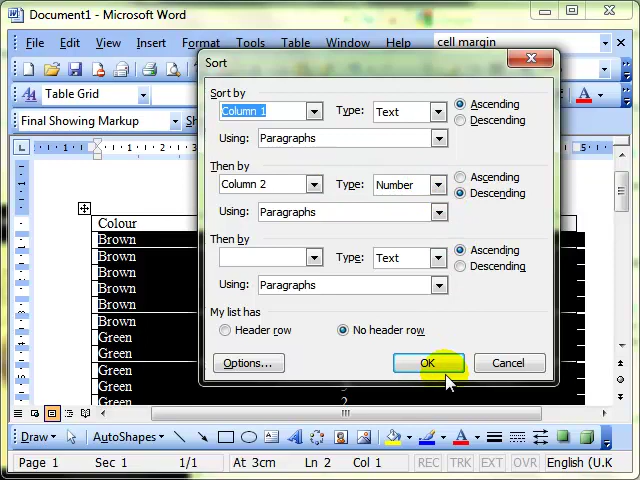 Document1 - Microsoft Word
File Edit View Insert Format Tools Table cell margin
Table Grid
Final Showing Markup
Sort
Sort by
Column 1 Type: Text Ascending
Descending
Using: Paragraphs
Then by
Column 2 Type: Number Ascending
Descending
Using: Paragraphs
Then by
Type: Text Ascending
Descending
Using: Paragraphs
My list has
Header row No header row
Options... OK Cancel
Colour
Brown
Brown
Brown
Brown
Brown
Brown
Green
Green
Green
Green
Green 2
Draw AutoShapes
Page 1 Sec 1 1/1 At 3cm Ln 2 Col 1 REC TRK EXT OVR English (U.K